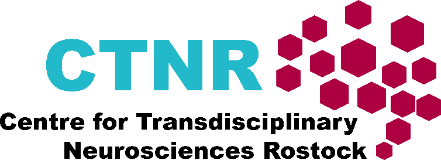 CTNR
Centre for Transdisciplinary
Neurosciences Rostock